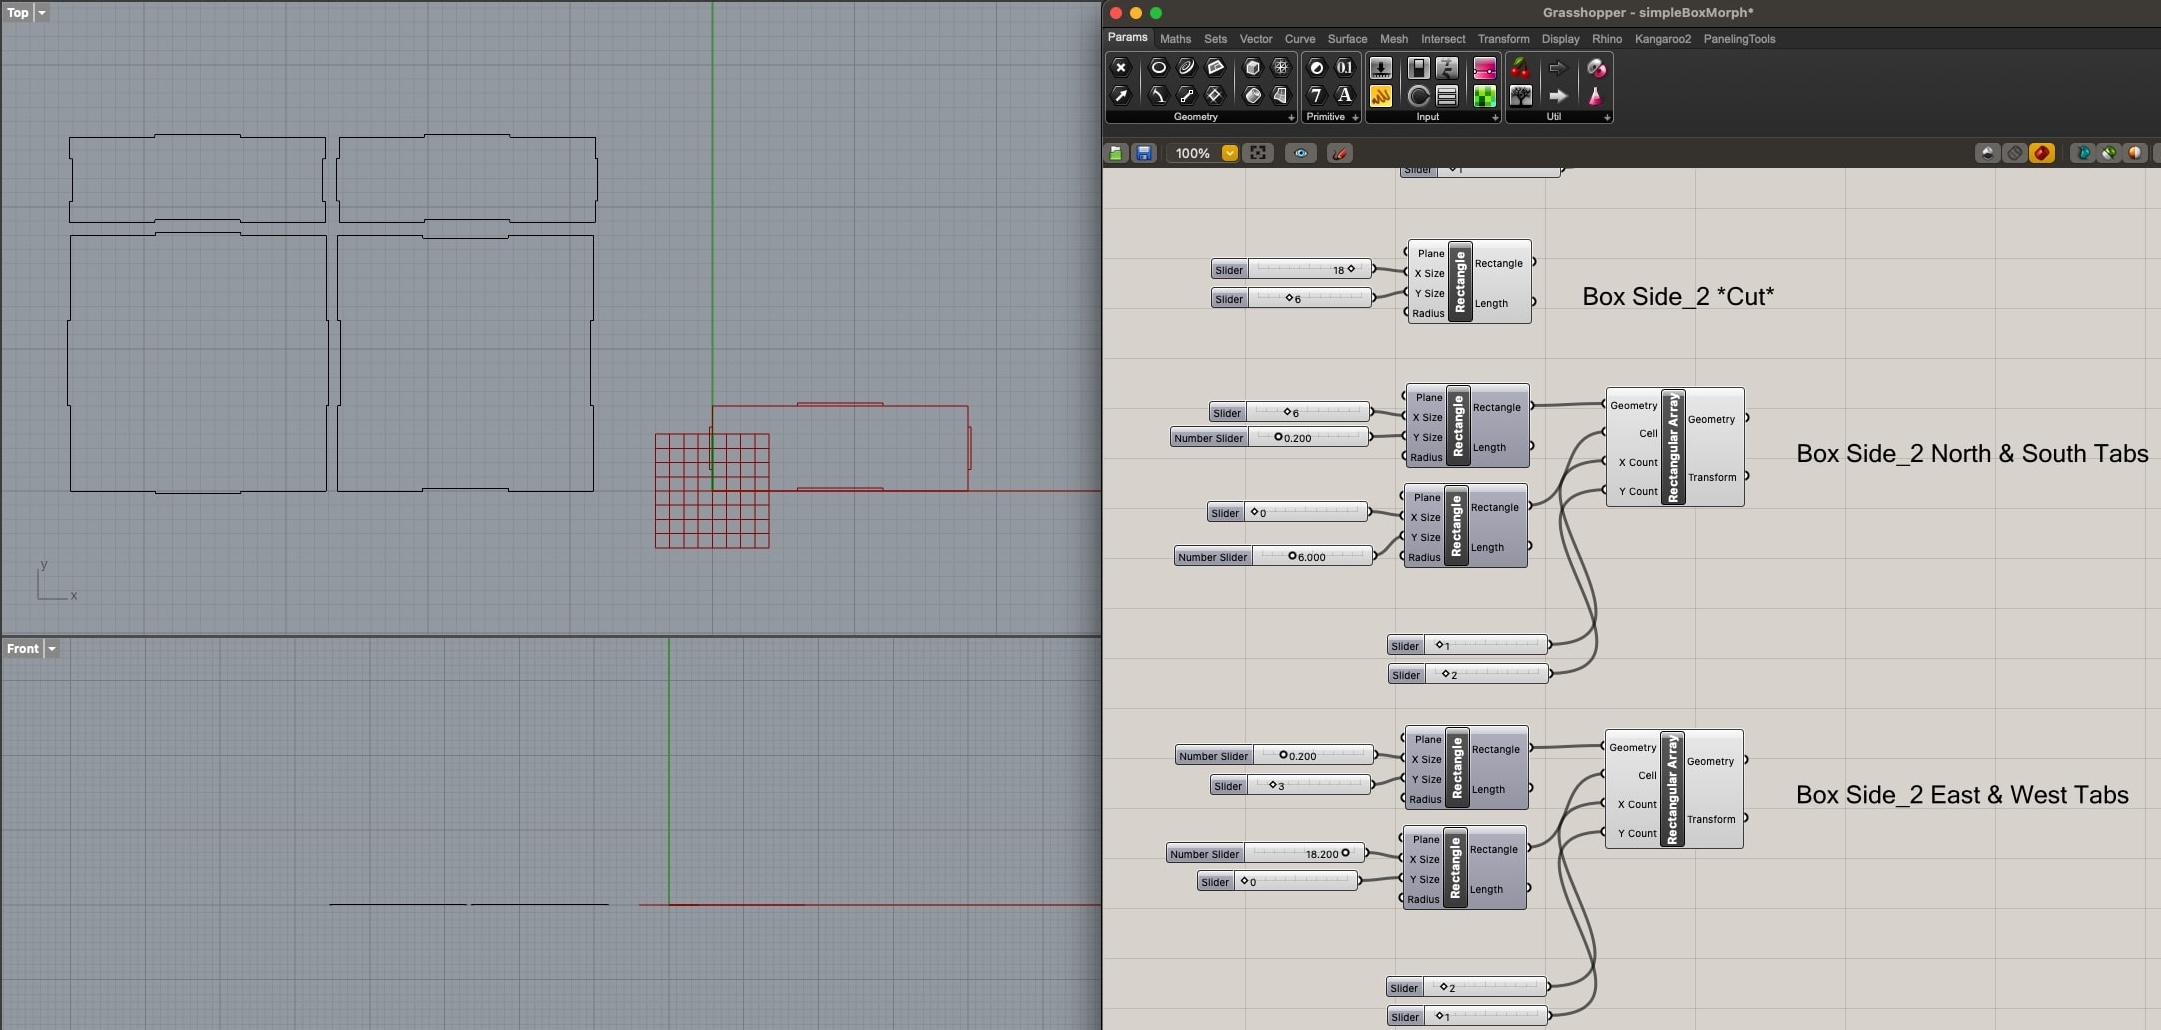 Top
Grasshopper - simpleBoxMorph*
Params Maths Sets Vector Curve Surface Mesh Intersect Transform Display Rhino Kangaroo2 PanelingTools
Geometry Primitive Input Util
100%
Slider 1
Plane
X Size
Y Size
Radius
Rectangle
Rectangle
Length
Slider 18
Slider 6
Box Side_2 *Cut*
Plane
X Size
Y Size
Radius
Rectangle
Rectangle
Length
Slider 6
Number Slider 0.200
Geometry
Cell
X Count
Y Count
Rectangular Array
Geometry
Transform
Box Side_2 North & South Tabs
Plane
X Size
Y Size
Radius
Rectangle
Rectangle
Length
Slider 0
Number Slider 6.000
Slider 1
Slider 2
y
x
Front
Plane
X Size
Y Size
Radius
Rectangle
Rectangle
Length
Number Slider 0.200
Slider 3
Geometry
Cell
X Count
Y Count
Rectangular Array
Geometry
Transform
Box Side_2 East & West Tabs
Plane
X Size
Y Size
Radius
Rectangle
Rectangle
Length
Number Slider 18.200
Slider 0
Slider 2
Slider 1